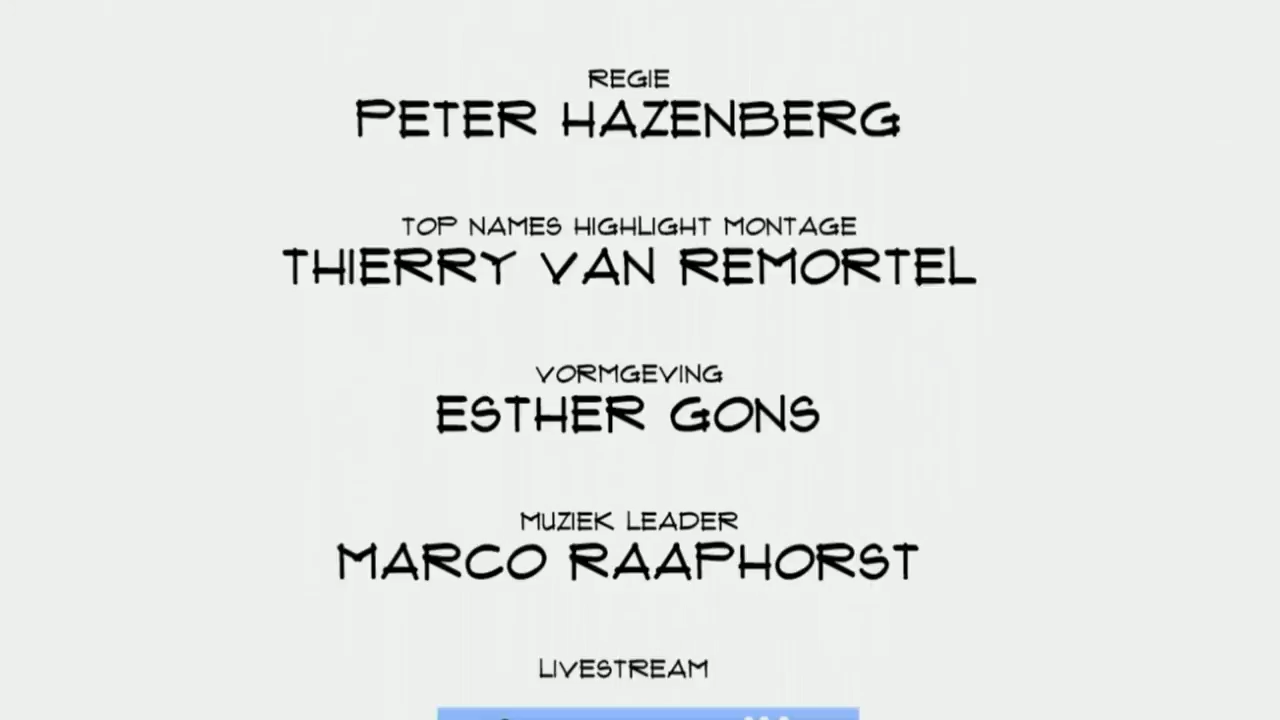 REGIE
PETER HAZENBERG
TOP NAMES HIGHLIGHT MONTAGE
THIERRY VAN REMORTEL
VORMGEVING
ESTHER GONS
MUZIEK LEADER
MARCO RAAPHORST
LIVESTREAM